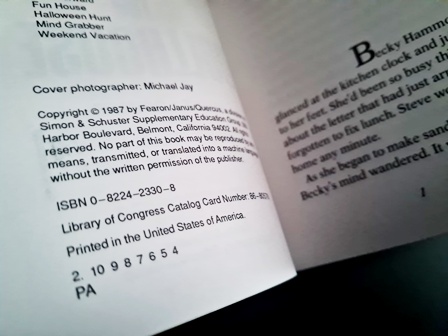 Fun House
Halloween Hunt
Mind Grabber
Weekend Vacation
Cover photographer: Michael Jay
Copyright © 1987 by Fearon/Janus/Quercus, a
Simon & Schuster Supplementary Education
Harbor Boulevard, Belmont, California 94002. All
reserved. No part of this book may be reproduced
means, transmitted, or translated into a machine
without the written permission of the publisher.
ISBN 0-8224-2330-8
Library of Congress Catalog Card Number: 86-
Printed in the United States of America.
2. 10 9 8 7 6 5 4
PA
Becky
glanced at the kitchen clock and
to her feet. She'd been so busy
about the letter that had just
forgotten to fix lunch. Steve
home any minute.
As she began to make
Becky's mind wandered. It
1